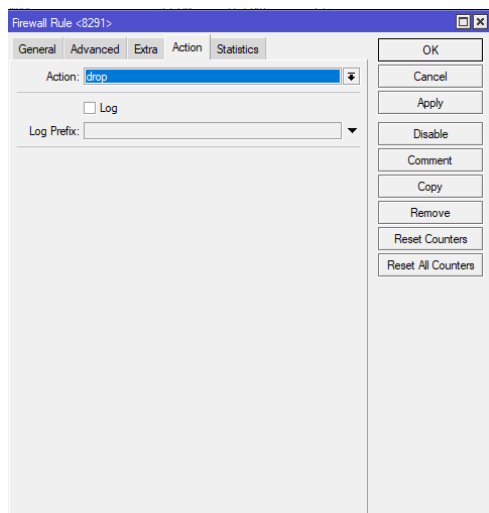 Firewall Rule <8291>
General Advanced Extra Action Statistics
OK
Action: drop
Cancel
Log
Apply
Log Prefix:
Disable
Comment
Copy
Remove
Reset Counters
Reset All Counters